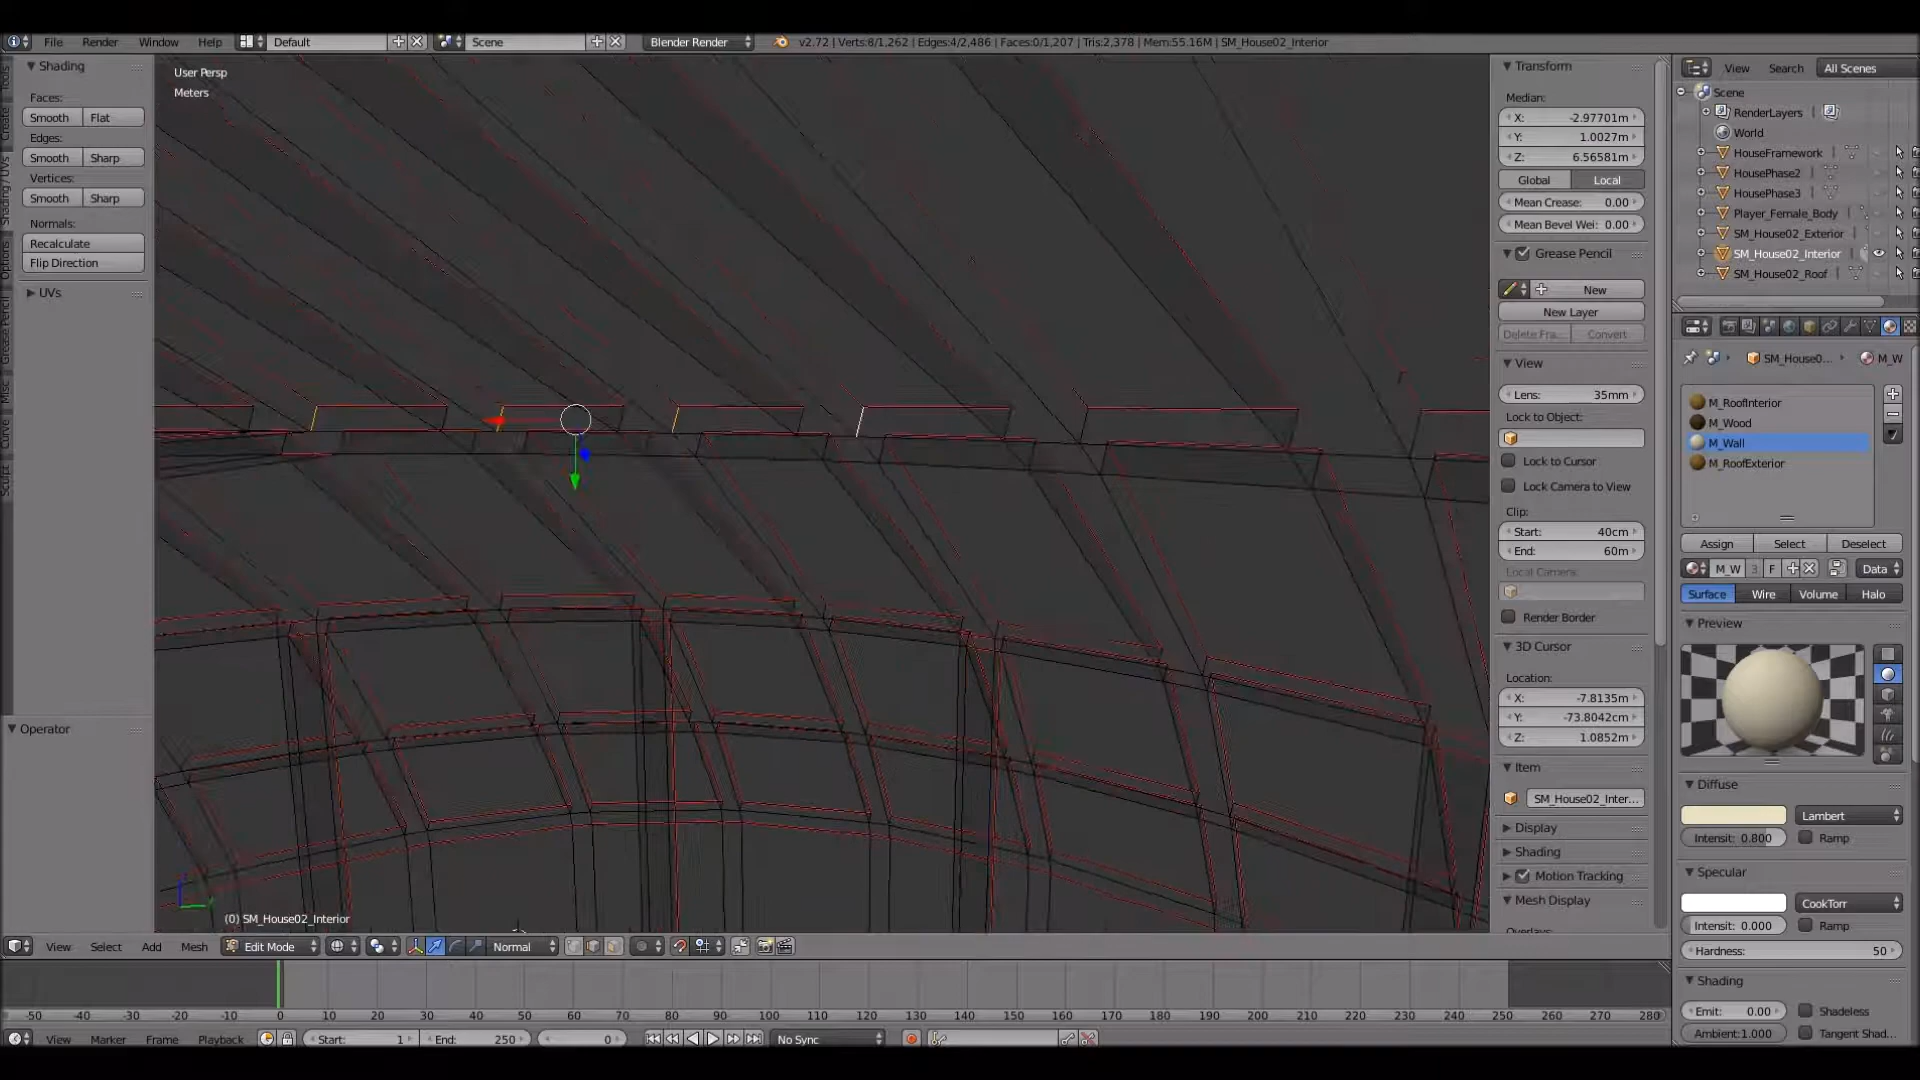 File Render Window Help Default Scene Blender Render v2.72 | Verts:8/1,262 | Edges:4/2,486 | Faces:0/1,207 | Tris:2,378 | Mem:55.16M | SM_House02_Interior
Shading
Faces:
Smooth Flat
Edges:
Smooth Sharp
Vertices:
Smooth Sharp
Normals:
Recalculate
Flip Direction
UVs
Operator
Tools
Create
Shading / UVs
Options
Grease Pencil
Misc
Curve
Sculpt
User Persp
Meters
(0) SM_House02_Interior
Transform
Median:
X: -2.97701m
Y: 1.0027m
Z: 6.56581m
Global Local
Mean Crease: 0.00
Mean Bevel Wei: 0.00
Grease Pencil
New
New Layer
Delete Fra... Convert
View
Lens: 35mm
Lock to Object:
Lock to Cursor
Lock Camera to View
Clip:
Start: 40cm
End: 60m
Local Camera:
Render Border
3D Cursor
Location:
X: -7.8135m
Y: -73.8042cm
Z: 1.0852m
Item
SM_House02_Inter...
Display
Shading
Motion Tracking
Mesh Display
Overlays:
View Search All Scenes
Scene
RenderLayers
World
HouseFramework
HousePhase2
HousePhase3
Player_Female_Body
SM_House02_Exterior
SM_House02_Interior
SM_House02_Roof
SM_House0... M_W
M_RoofInterior
M_Wood
M_Wall
M_RoofExterior
Assign Select Deselect
M_W 3 F Data
Surface Wire Volume Halo
Preview
Diffuse
Lambert
Intensit: 0.800 Ramp
Specular
CookTorr
Intensit: 0.000 Ramp
Hardness: 50
Shading
Emit: 0.00 Shadeless
Ambient:1.000 Tangent Shad...
View Select Add Mesh Edit Mode Normal
-50 -40 -30 -20 -10 0 10 20 30 40 50 60 70 80 90 100 110 120 130 140 150 160 170 180 190 200 210 220 230 240 250 260 270 280
View Marker Frame Playback Start: 1 End: 250 0 No Sync